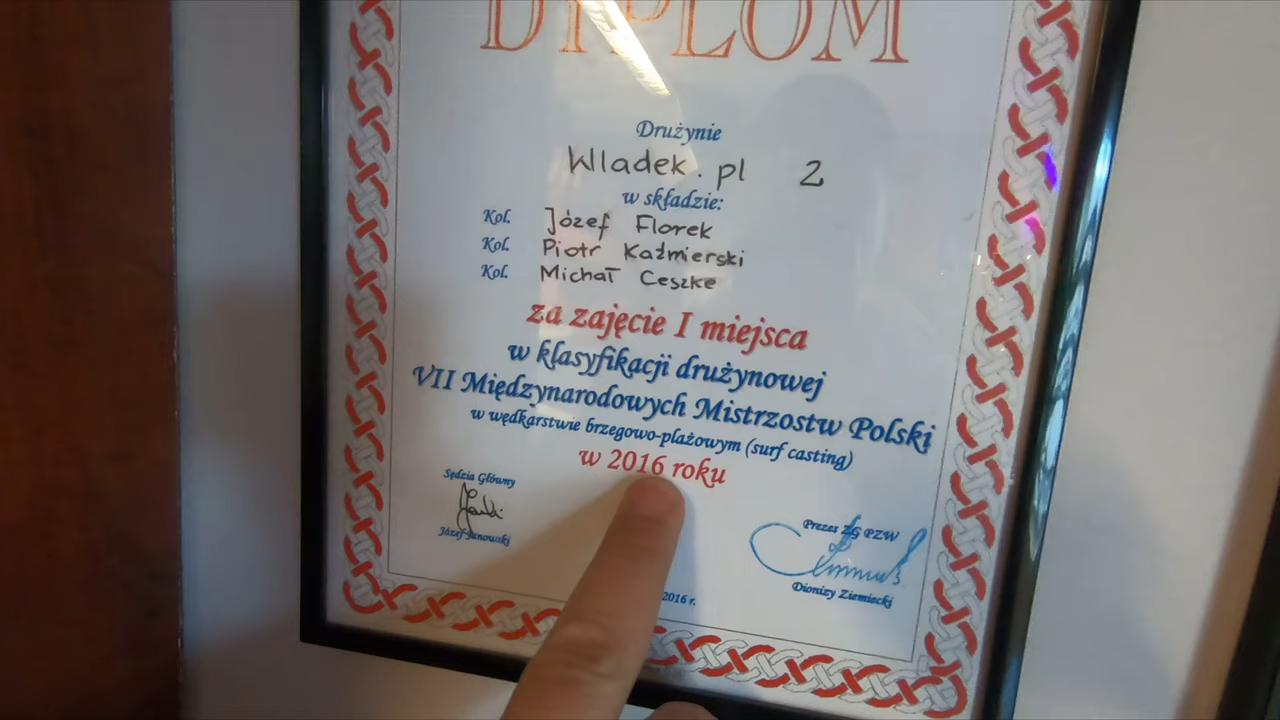 DYPLOM
Drużynie
Wladek.pl 2
w składzie:
Kol. Józef Florek
Kol. Piotr Kaźmierski
Kol. Michał Ceszke
za zajęcie I miejsca
w klasyfikacji drużynowej
VII Międzynarodowych Mistrzostw Polski
w wędkarstwie brzegowo-plażowym (surf casting)
w 2016 roku
Sędzia Główny
Józef Janowski
Prezes ZG PZW
Dionizy Ziemiecki
2016 r.